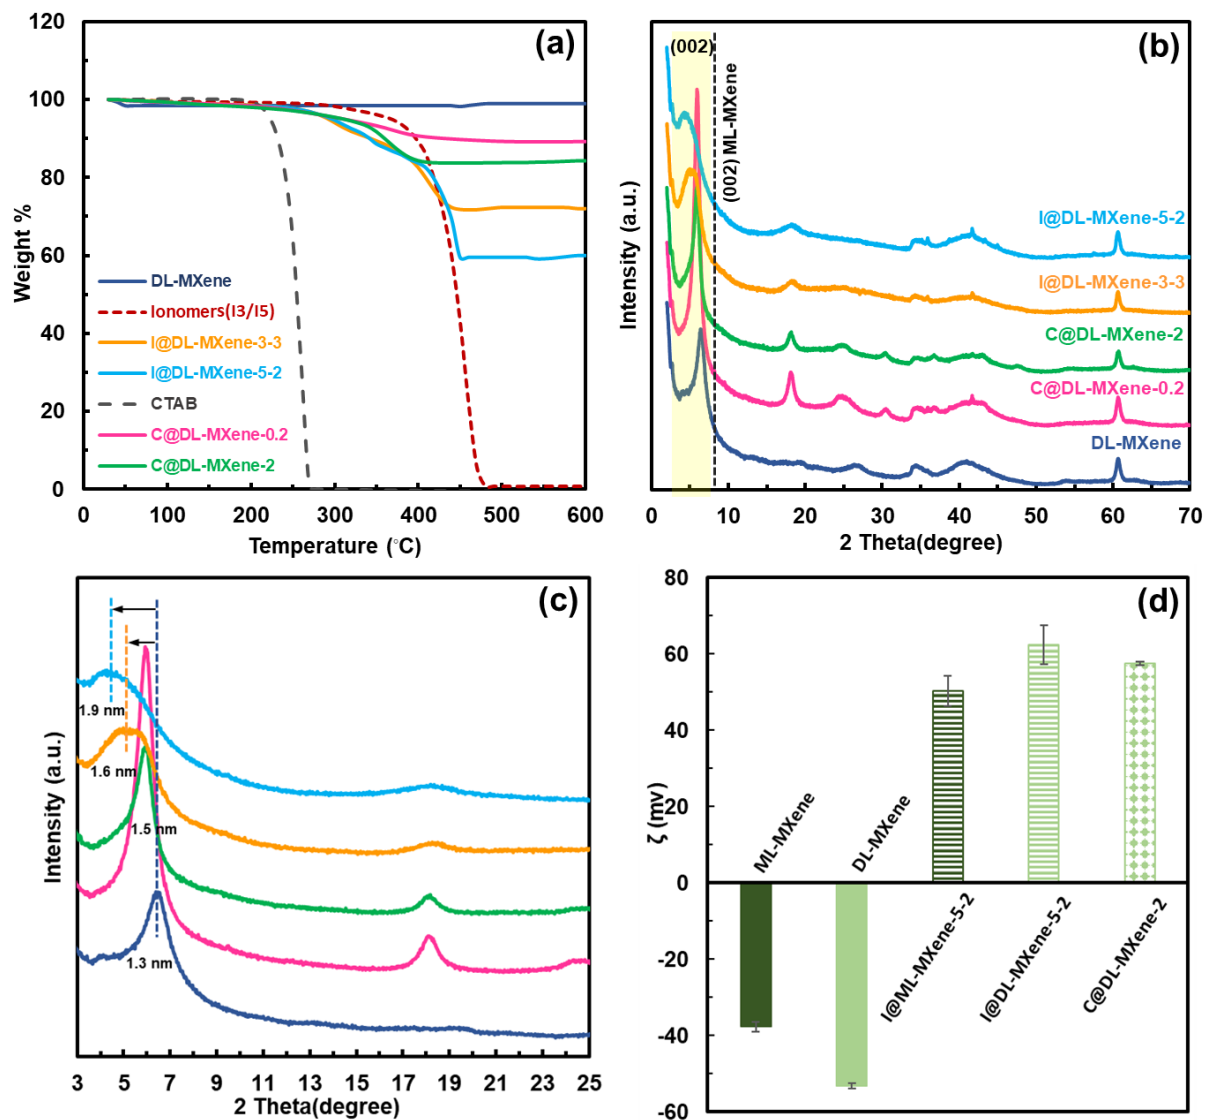 (a)
120
100
80
60
40
20
0
Weight %
DL-MXene
Ionomers(I3/I5)
I@DL-MXene-3-3
I@DL-MXene-5-2
CTAB
C@DL-MXene-0.2
C@DL-MXene-2
0 100 200 300 400 500 600
Temperature (°C)
(b)
(002)
(002) ML-MXene
Intensity (a.u.)
I@DL-MXene-5-2
I@DL-MXene-3-3
C@DL-MXene-2
C@DL-MXene-0.2
DL-MXene
0 10 20 30 40 50 60 70
2 Theta(degree)
(c)
1.9 nm
1.6 nm
1.5 nm
1.3 nm
Intensity (a.u.)
3 5 7 9 11 13 15 17 19 21 23 25
2 Theta(degree)
(d)
80
60
40
20
0
-20
-40
-60
ζ (mv)
ML-MXene
DL-MXene
I@ML-MXene-5-2
I@DL-MXene-5-2
C@DL-MXene-2